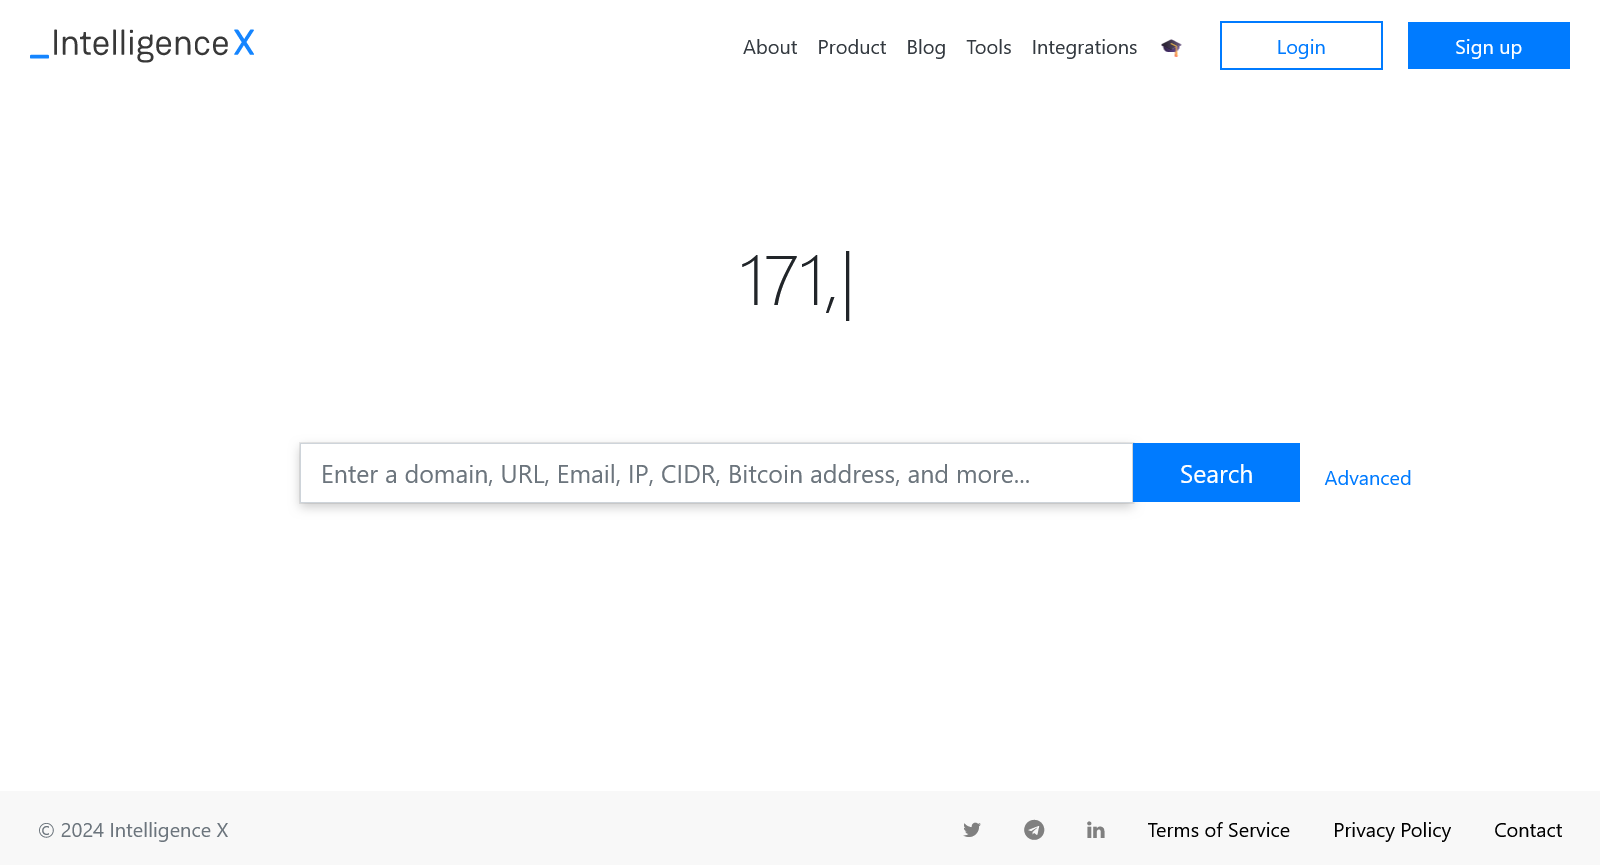 _Intelligence X
About Product Blog Tools Integrations
Login
Sign up
171,
Enter a domain, URL, Email, IP, CIDR, Bitcoin address, and more...
Search
Advanced
© 2024 Intelligence X
Terms of Service Privacy Policy Contact